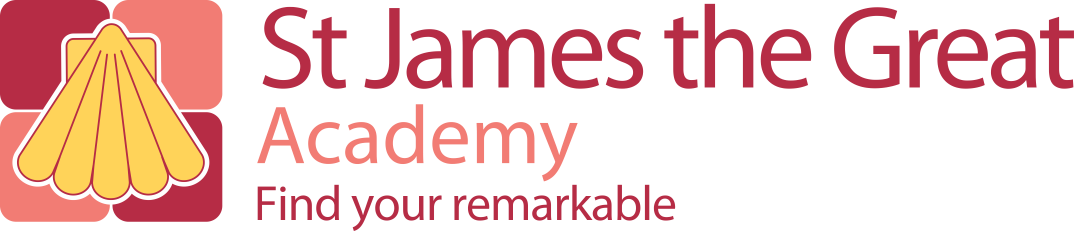 St James the Great
Academy
Find your remarkable